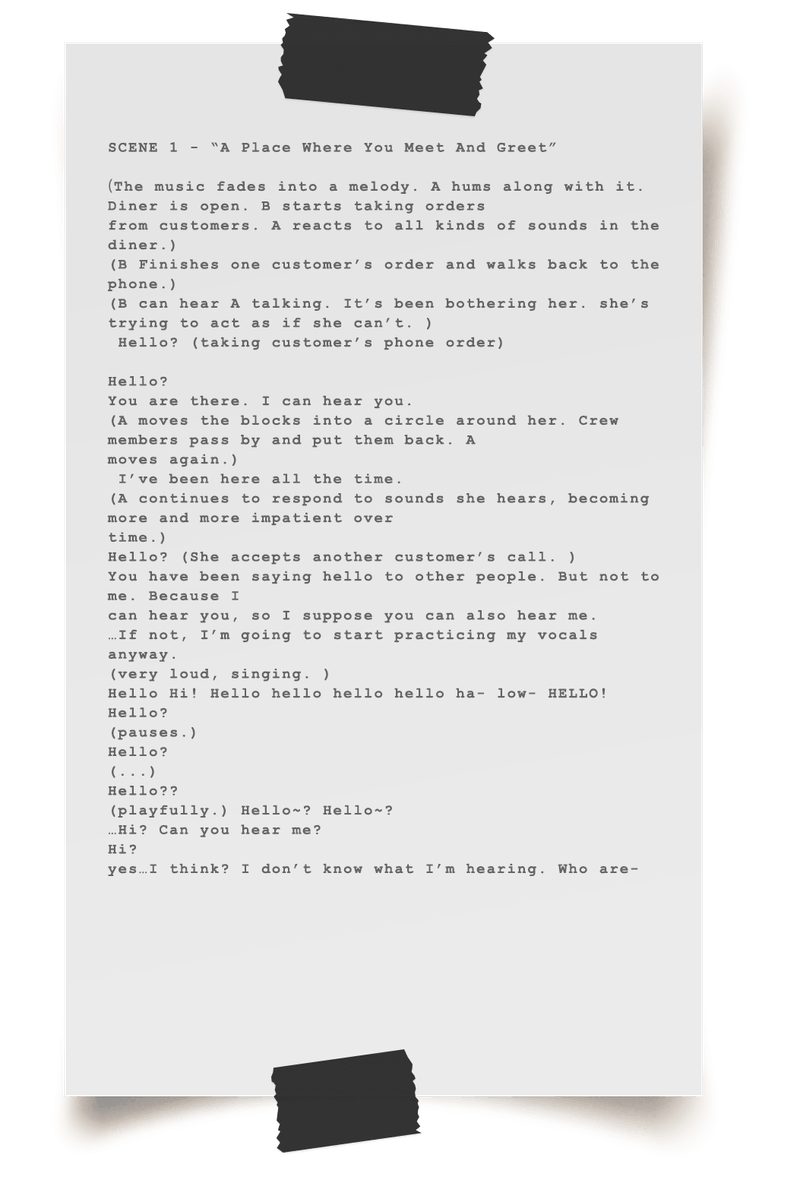 SCENE 1 - “A Place Where You Meet And Greet”
(The music fades into a melody. A hums along with it.
Diner is open. B starts taking orders
from customers. A reacts to all kinds of sounds in the
diner.)
(B Finishes one customer’s order and walks back to the
phone.)
(B can hear A talking. It’s been bothering her. she’s
trying to act as if she can’t. )
Hello? (taking customer’s phone order)
Hello?
You are there. I can hear you.
(A moves the blocks into a circle around her. Crew
members pass by and put them back. A
moves again.)
I’ve been here all the time.
(A continues to respond to sounds she hears, becoming
more and more impatient over
time.)
Hello? (She accepts another customer’s call. )
You have been saying hello to other people. But not to
me. Because I
can hear you, so I suppose you can also hear me.
…If not, I’m going to start practicing my vocals
anyway.
(very loud, singing. )
Hello Hi! Hello hello hello hello ha- low- HELLO!
Hello?
(pauses.)
Hello?
(...)
Hello??
(playfully.) Hello~? Hello~?
…Hi? Can you hear me?
Hi?
yes…I think? I don’t know what I’m hearing. Who are-